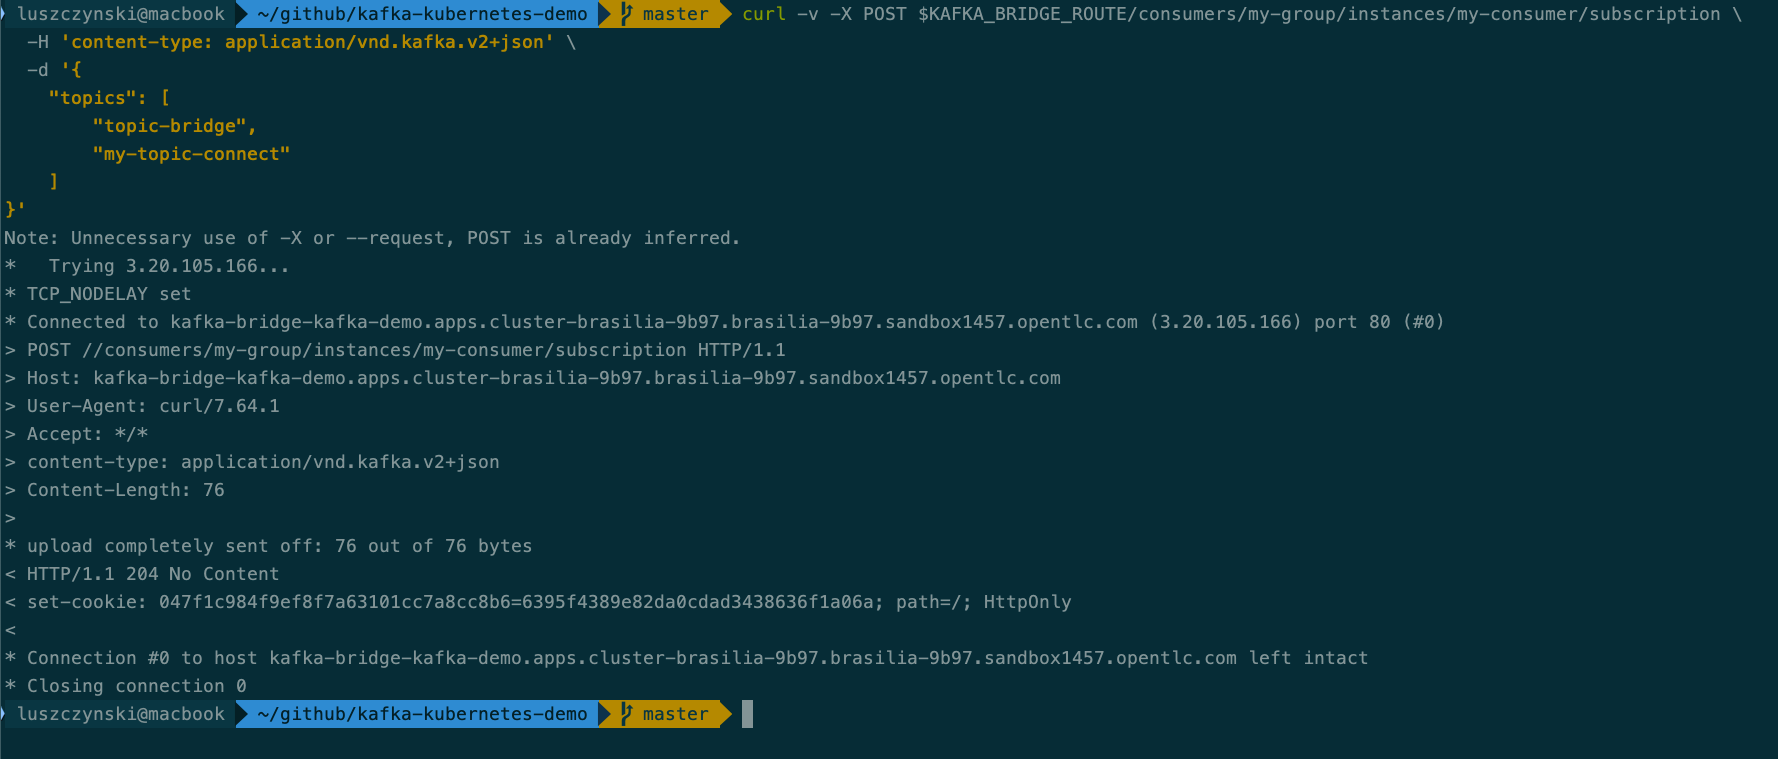 luszczynski@macbook ~/github/kafka-kubernetes-demo master curl -v -X POST $KAFKA_BRIDGE_ROUTE/consumers/my-group/instances/my-consumer/subscription \
-H 'content-type: application/vnd.kafka.v2+json' \
-d '{
"topics": [
"topic-bridge",
"my-topic-connect"
]
}'
Note: Unnecessary use of -X or --request, POST is already inferred.
*   Trying 3.20.105.166...
* TCP_NODELAY set
* Connected to kafka-bridge-kafka-demo.apps.cluster-brasilia-9b97.brasilia-9b97.sandbox1457.opentlc.com (3.20.105.166) port 80 (#0)
> POST //consumers/my-group/instances/my-consumer/subscription HTTP/1.1
> Host: kafka-bridge-kafka-demo.apps.cluster-brasilia-9b97.brasilia-9b97.sandbox1457.opentlc.com
> User-Agent: curl/7.64.1
> Accept: */*
> content-type: application/vnd.kafka.v2+json
> Content-Length: 76
>
* upload completely sent off: 76 out of 76 bytes
< HTTP/1.1 204 No Content
< set-cookie: 047f1c984f9ef8f7a63101cc7a8cc8b6=6395f4389e82da0cdad3438636f1a06a; path=/; HttpOnly
<
* Connection #0 to host kafka-bridge-kafka-demo.apps.cluster-brasilia-9b97.brasilia-9b97.sandbox1457.opentlc.com left intact
* Closing connection 0
luszczynski@macbook ~/github/kafka-kubernetes-demo master